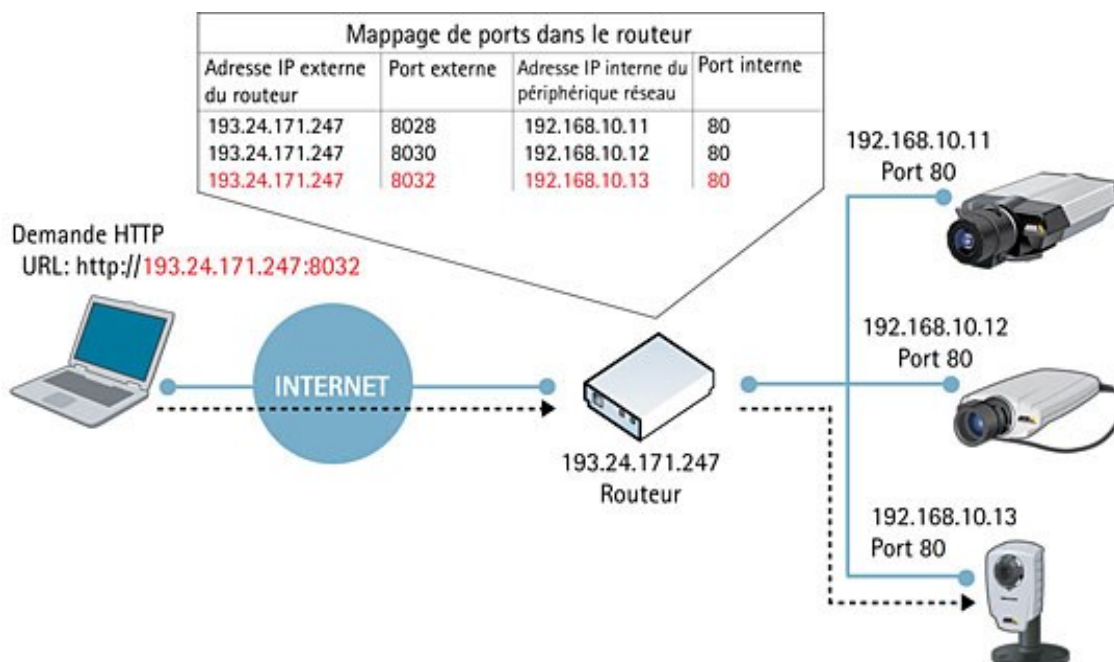 Mappage de ports dans le routeur
Adresse IP externe du routeur
Port externe
Adresse IP interne du périphérique réseau
Port interne
193.24.171.247 8028 192.168.10.11 80
193.24.171.247 8030 192.168.10.12 80
193.24.171.247 8032 192.168.10.13 80
Demande HTTP
URL: http://193.24.171.247:8032
INTERNET
193.24.171.247
Routeur
192.168.10.11
Port 80
192.168.10.12
Port 80
192.168.10.13
Port 80